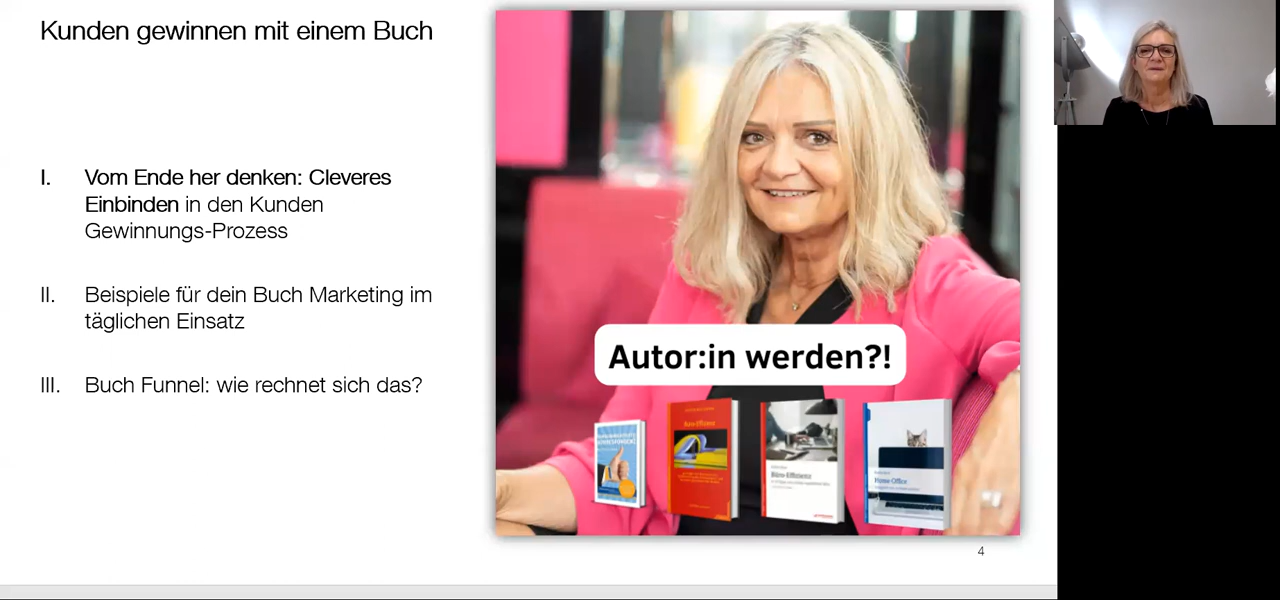 Kunden gewinnen mit einem Buch
I. Vom Ende her denken: Cleveres
Einbinden in den Kunden
Gewinnungs-Prozess
II. Beispiele für dein Buch Marketing im
täglichen Einsatz
III. Buch Funnel: wie rechnet sich das?
Autor:in werden?!
Büro-Effizienz
Büro-Effizienz
Home Office
4